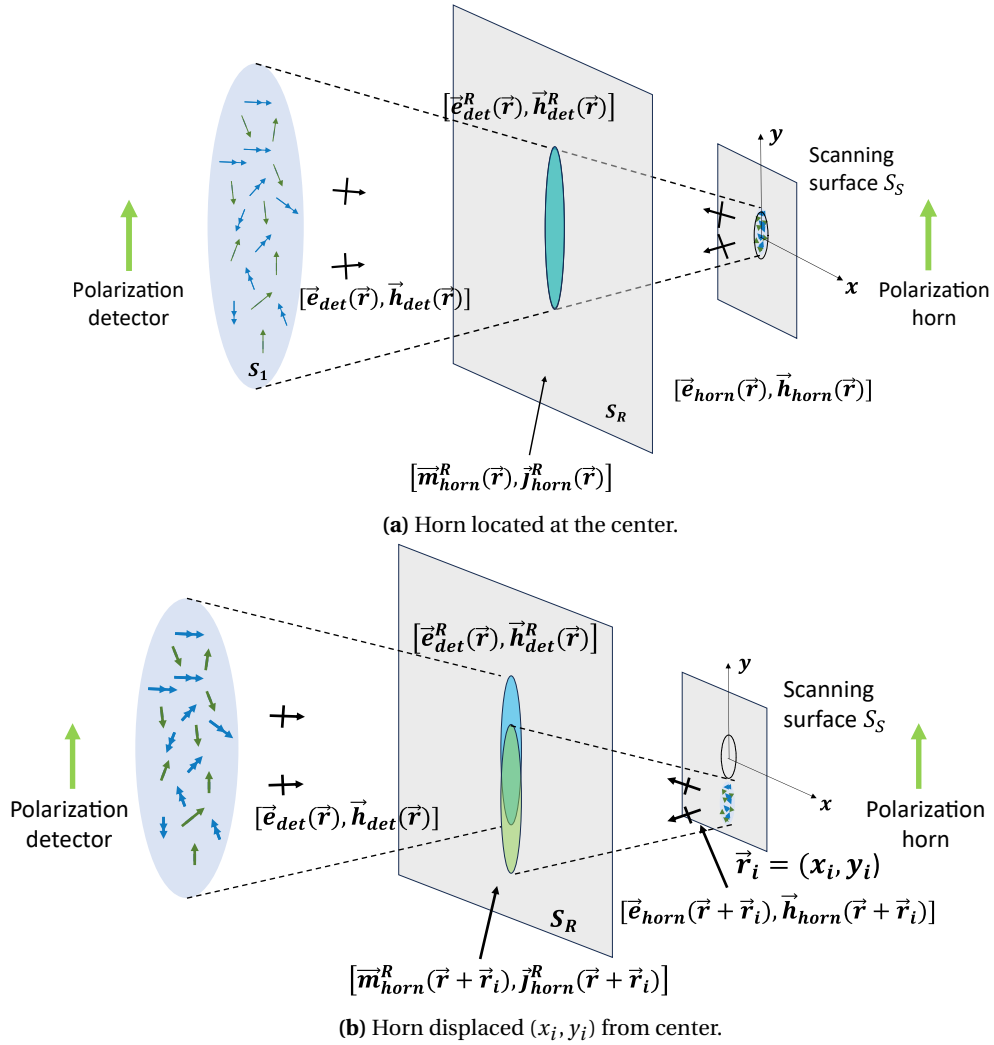 [e⃗^R_det(r⃗), h⃗^R_det(r⃗)]
y
Scanning
surface S_S
Polarization
detector
x
Polarization
horn
[e⃗_det(r⃗), h⃗_det(r⃗)]
S_1
[e⃗_horn(r⃗), h⃗_horn(r⃗)]
S_R
[m⃗^R_horn(r⃗), j⃗^R_horn(r⃗)]
(a) Horn located at the center.
[e⃗^R_det(r⃗), h⃗^R_det(r⃗)]
y
Scanning
surface S_S
Polarization
detector
x
Polarization
horn
[e⃗_det(r⃗), h⃗_det(r⃗)]
r⃗_i = (x_i, y_i)
S_R
[e⃗_horn(r⃗ + r⃗_i), h⃗_horn(r⃗ + r⃗_i)]
[m⃗^R_horn(r⃗ + r⃗_i), j⃗^R_horn(r⃗ + r⃗_i)]
(b) Horn displaced (x_i, y_i) from center.